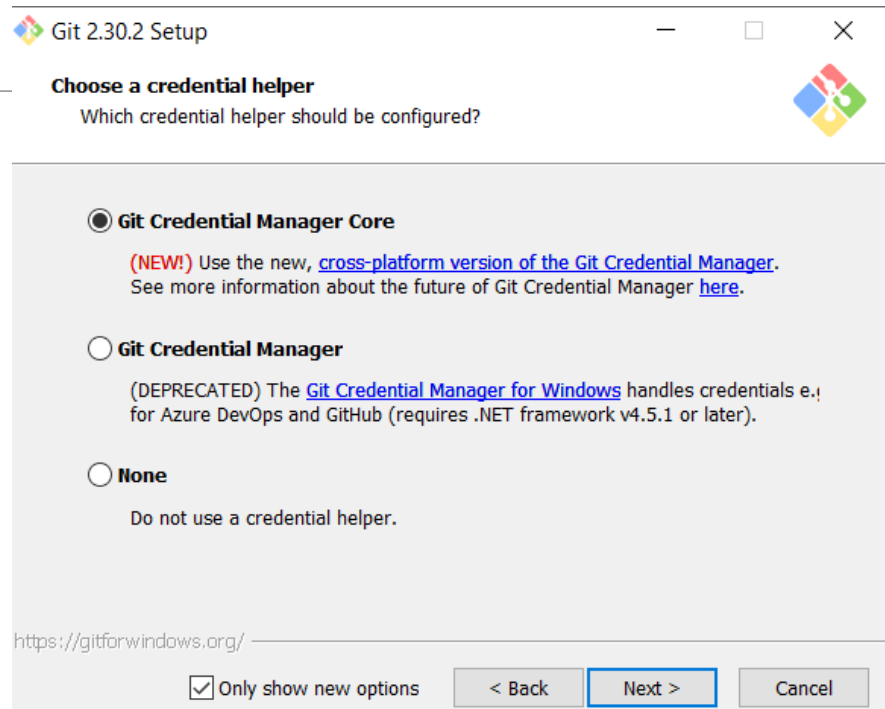 Git 2.30.2 Setup
Choose a credential helper
Which credential helper should be configured?
Git Credential Manager Core
(NEW!) Use the new, cross-platform version of the Git Credential Manager.
See more information about the future of Git Credential Manager here.
Git Credential Manager
(DEPRECATED) The Git Credential Manager for Windows handles credentials e.
for Azure DevOps and GitHub (requires .NET framework v4.5.1 or later).
None
Do not use a credential helper.
https://gitforwindows.org/
Only show new options
< Back
Next >
Cancel